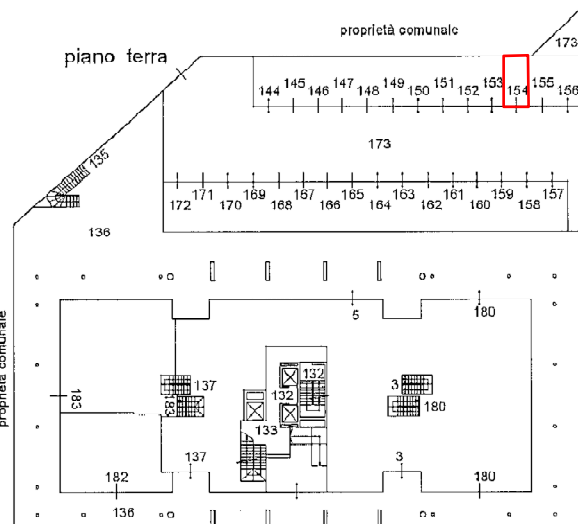 proprietà comunale
173
piano terra
145 147 149 151 153 155
144 146 148 150 152 154 156
173
135
171 169 167 165 163 161 159 157
172 170 168 166 164 162 160 158
136
proprietà comunale
5 180
137 132 3
183 183 132 180
133
137 3
182 180
136